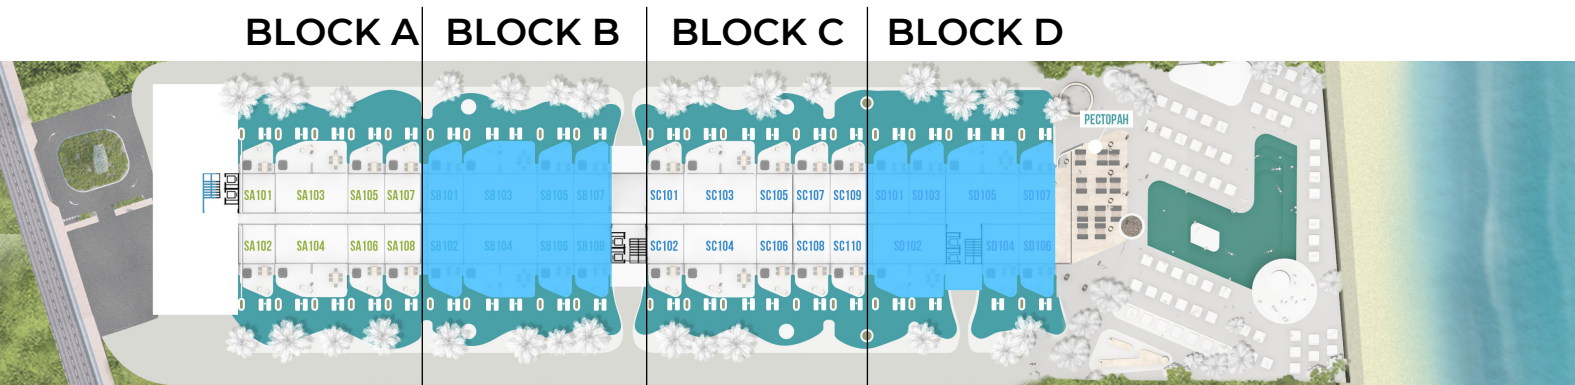 BLOCK A BLOCK B BLOCK C BLOCK D
РЕСТОРАН
SA101 SA103 SA105 SA107 SB101 SB103 SB105 SB107 SC101 SC103 SC105 SC107 SC109 SD101 SD103 SD105 SD107
SA102 SA104 SA106 SA108 SB102 SB104 SB106 SB108 SC102 SC104 SC106 SC108 SC110 SD102 SD104 SD106